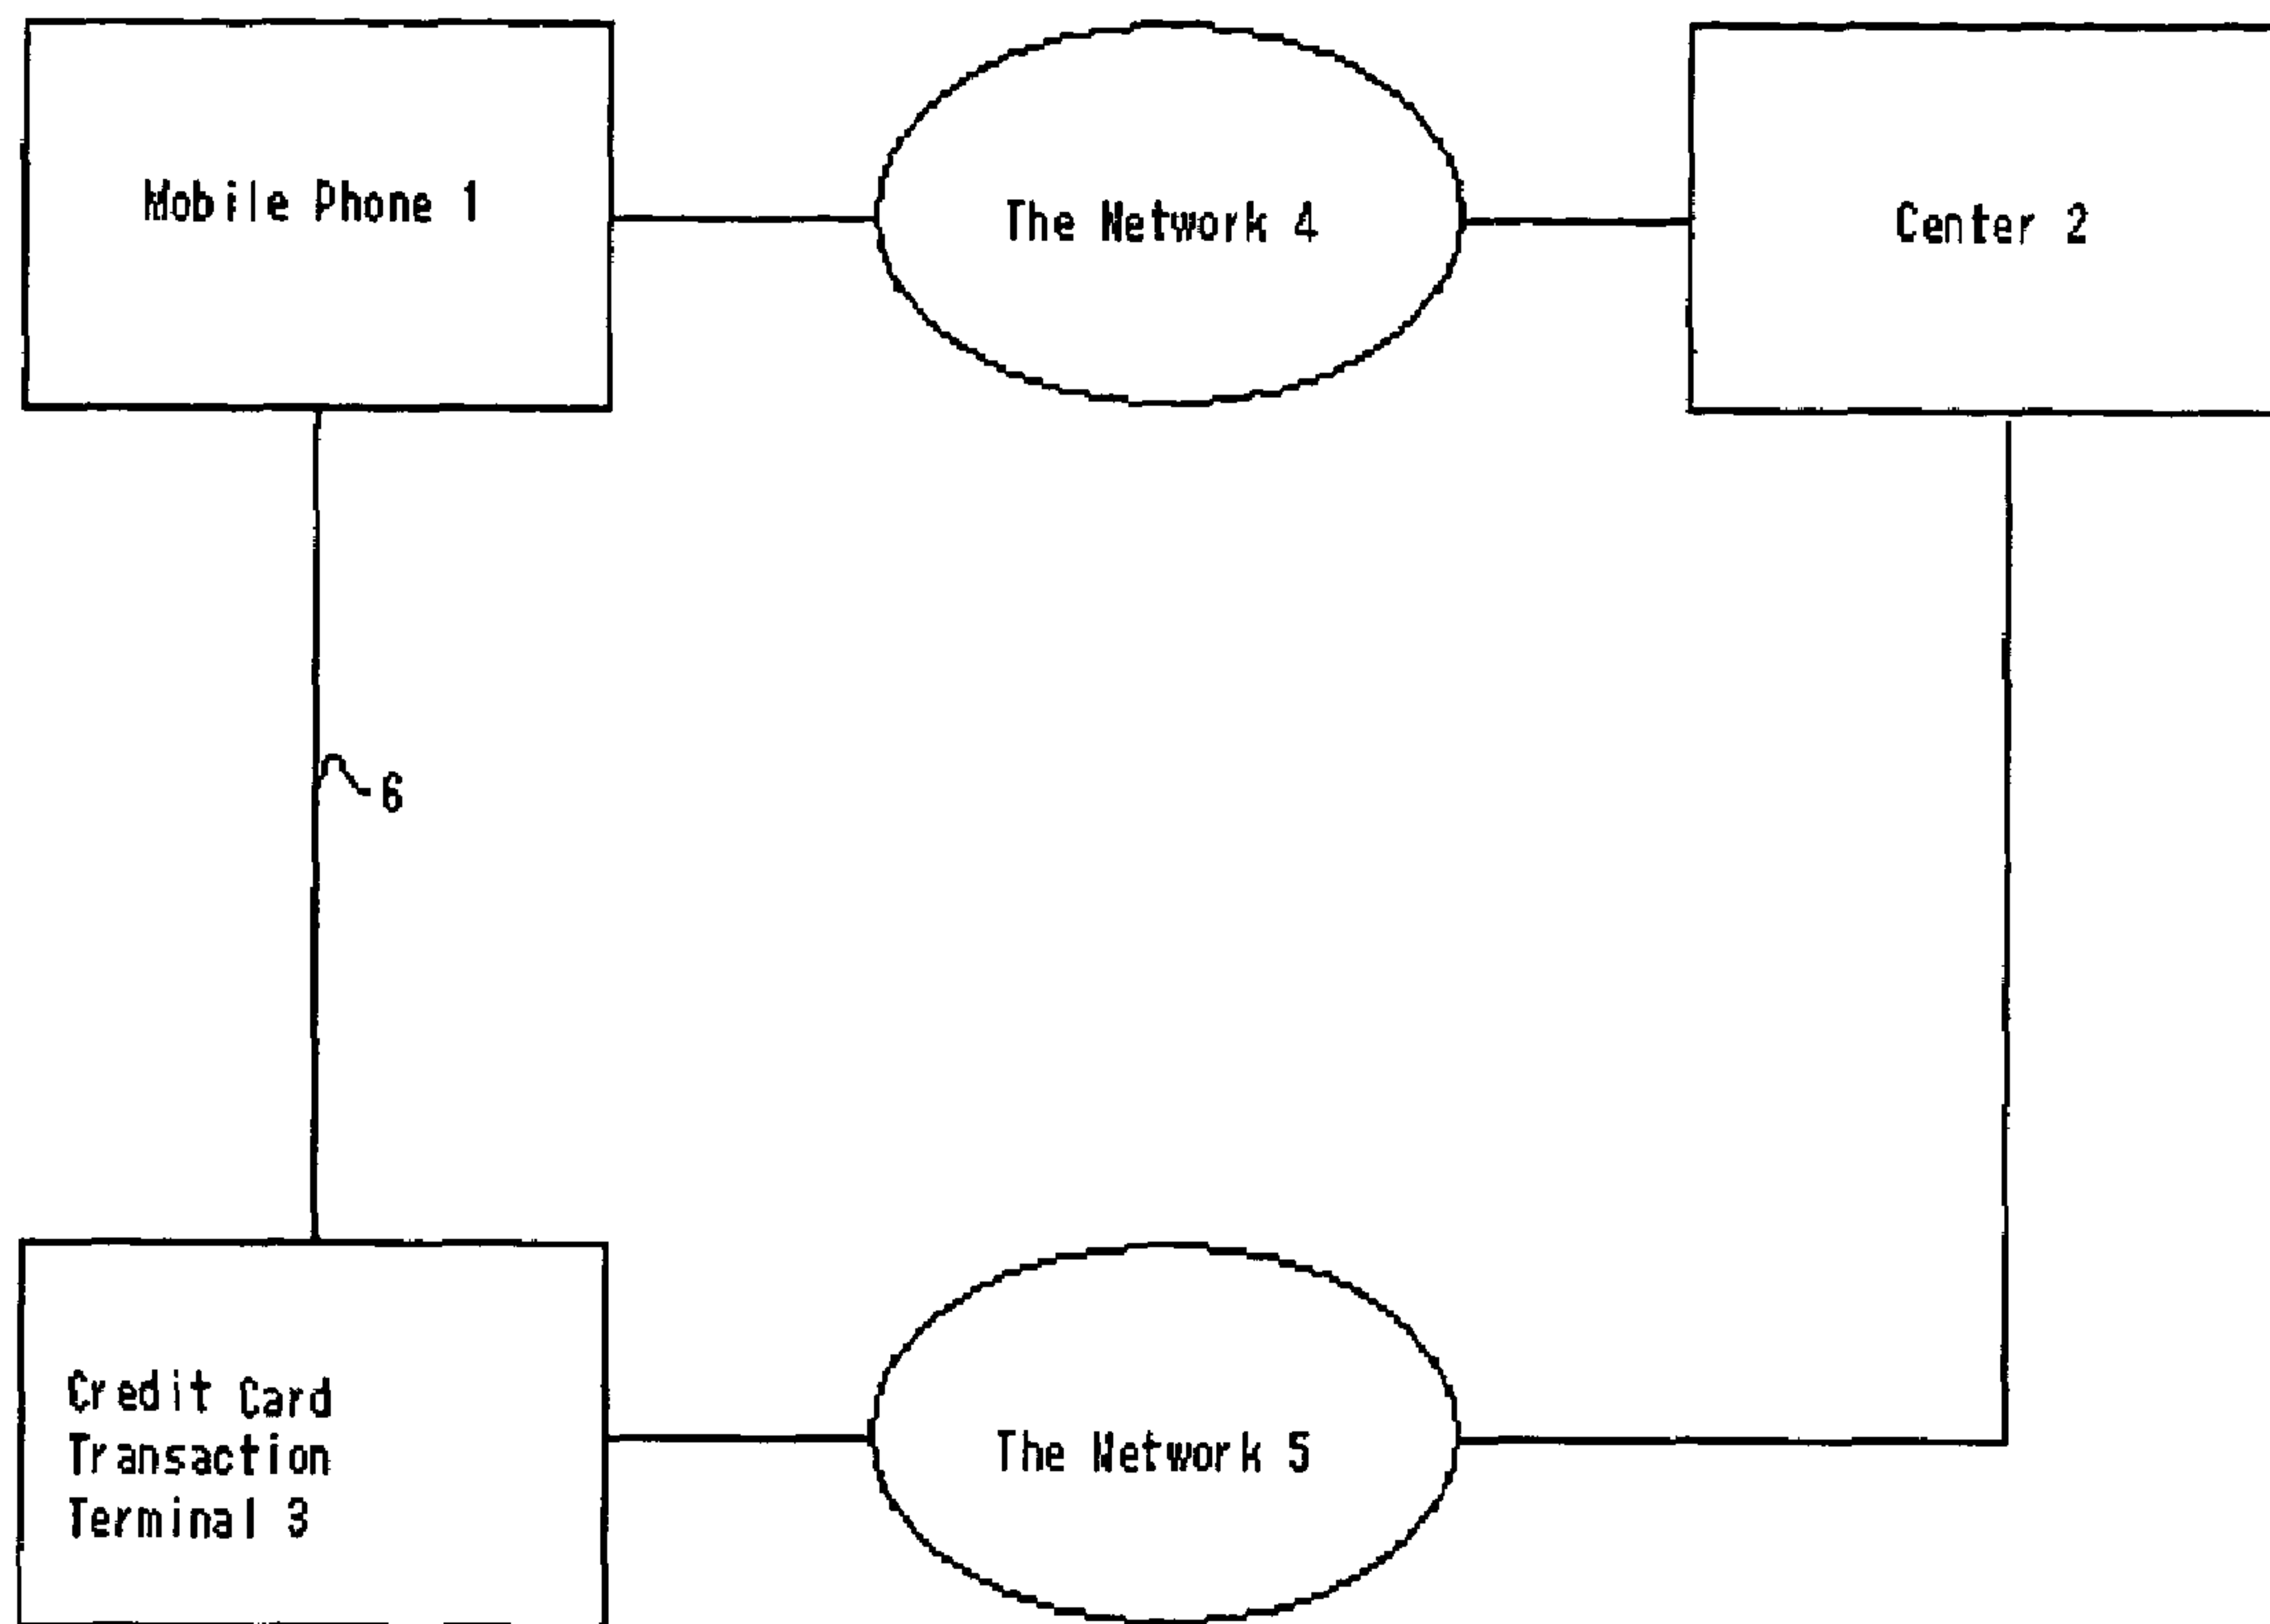 Mobile Phone 1
The Network 4
Center 2
6
Credit Card
Transaction
Terminal 3
The Network 5